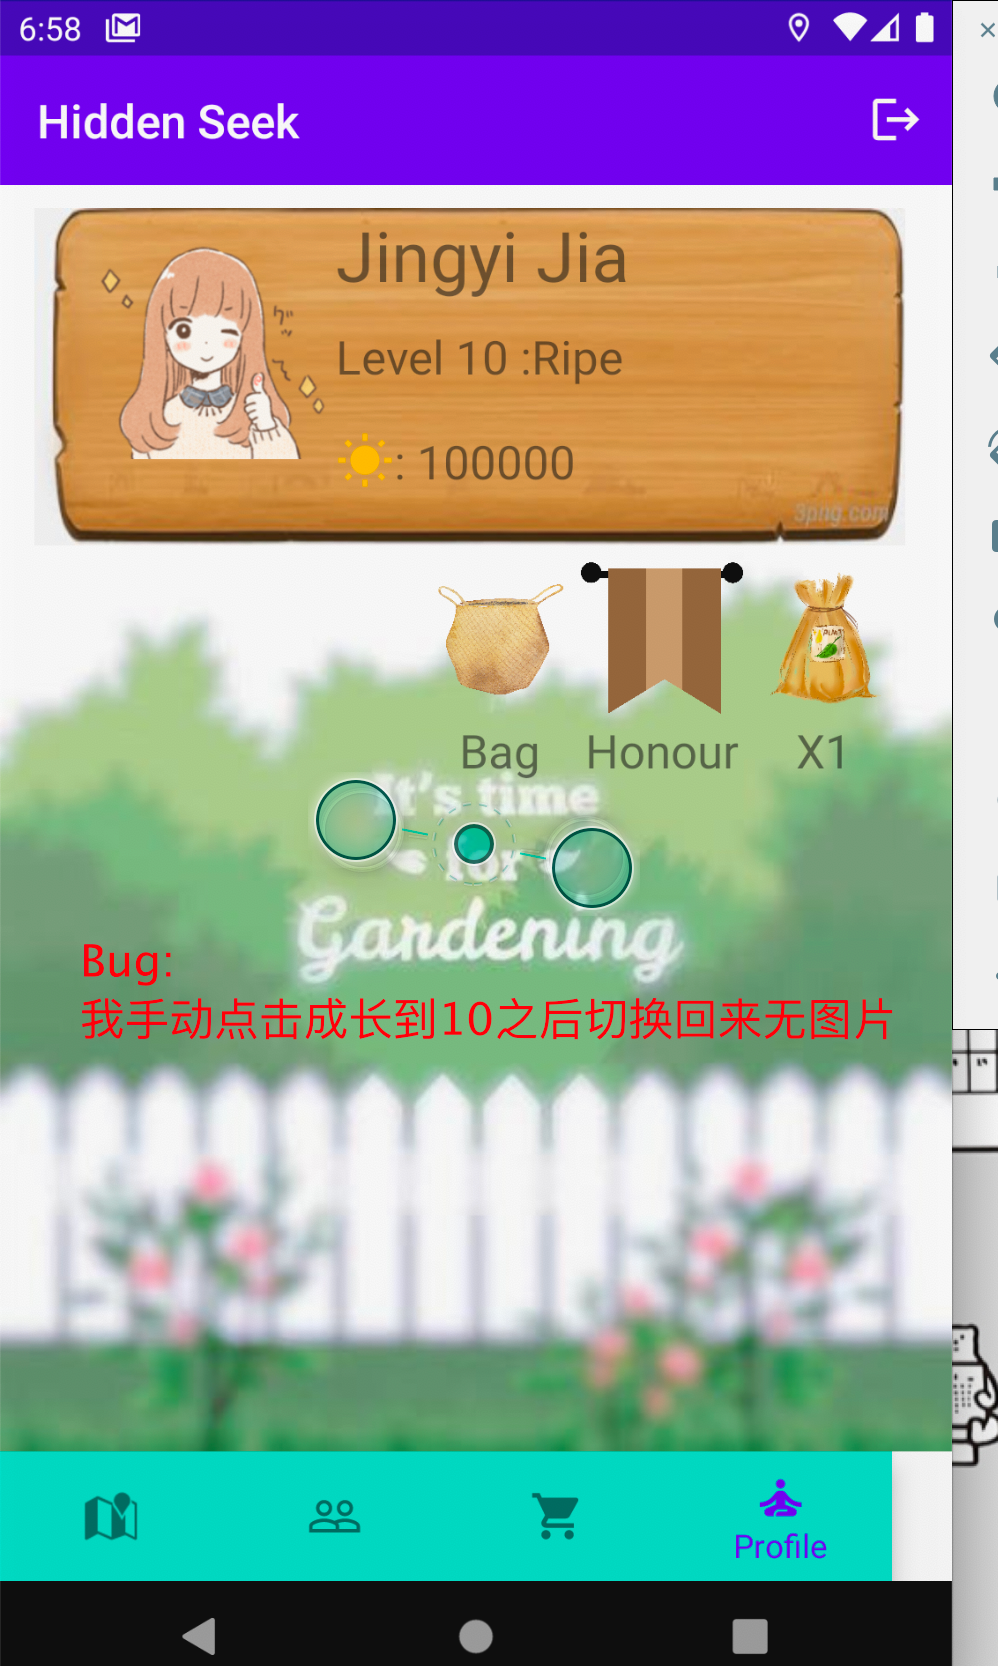 6:58
Hidden Seek
Jingyi Jia
Level 10 :Ripe
: 100000
3png.com
Bag
Honour
X1
It's time
for
Gardening
Bug:
我手动点击成长到10之后切换回来无图片
Profile